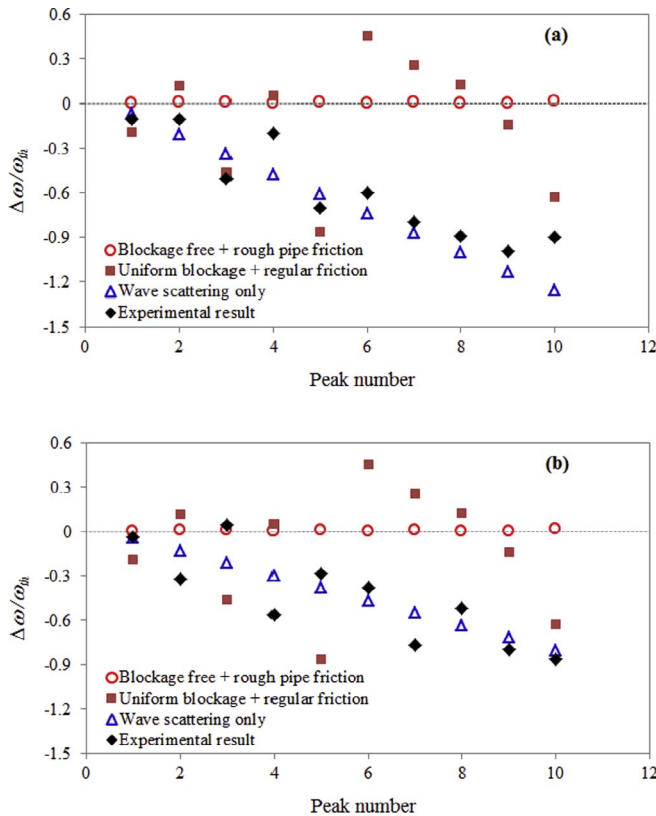 0.6
(a)
0.3
0
-0.3
-0.6
-0.9
-1.2
-1.5
Δω/ω_th
Blockage free + rough pipe friction
Uniform blockage + regular friction
Wave scattering only
Experimental result
0 2 4 6 8 10 12
Peak number
0.6
(b)
0.3
0
-0.3
-0.6
-0.9
-1.2
-1.5
Δω/ω_th
Blockage free + rough pipe friction
Uniform blockage + regular friction
Wave scattering only
Experimental result
0 2 4 6 8 10 12
Peak number